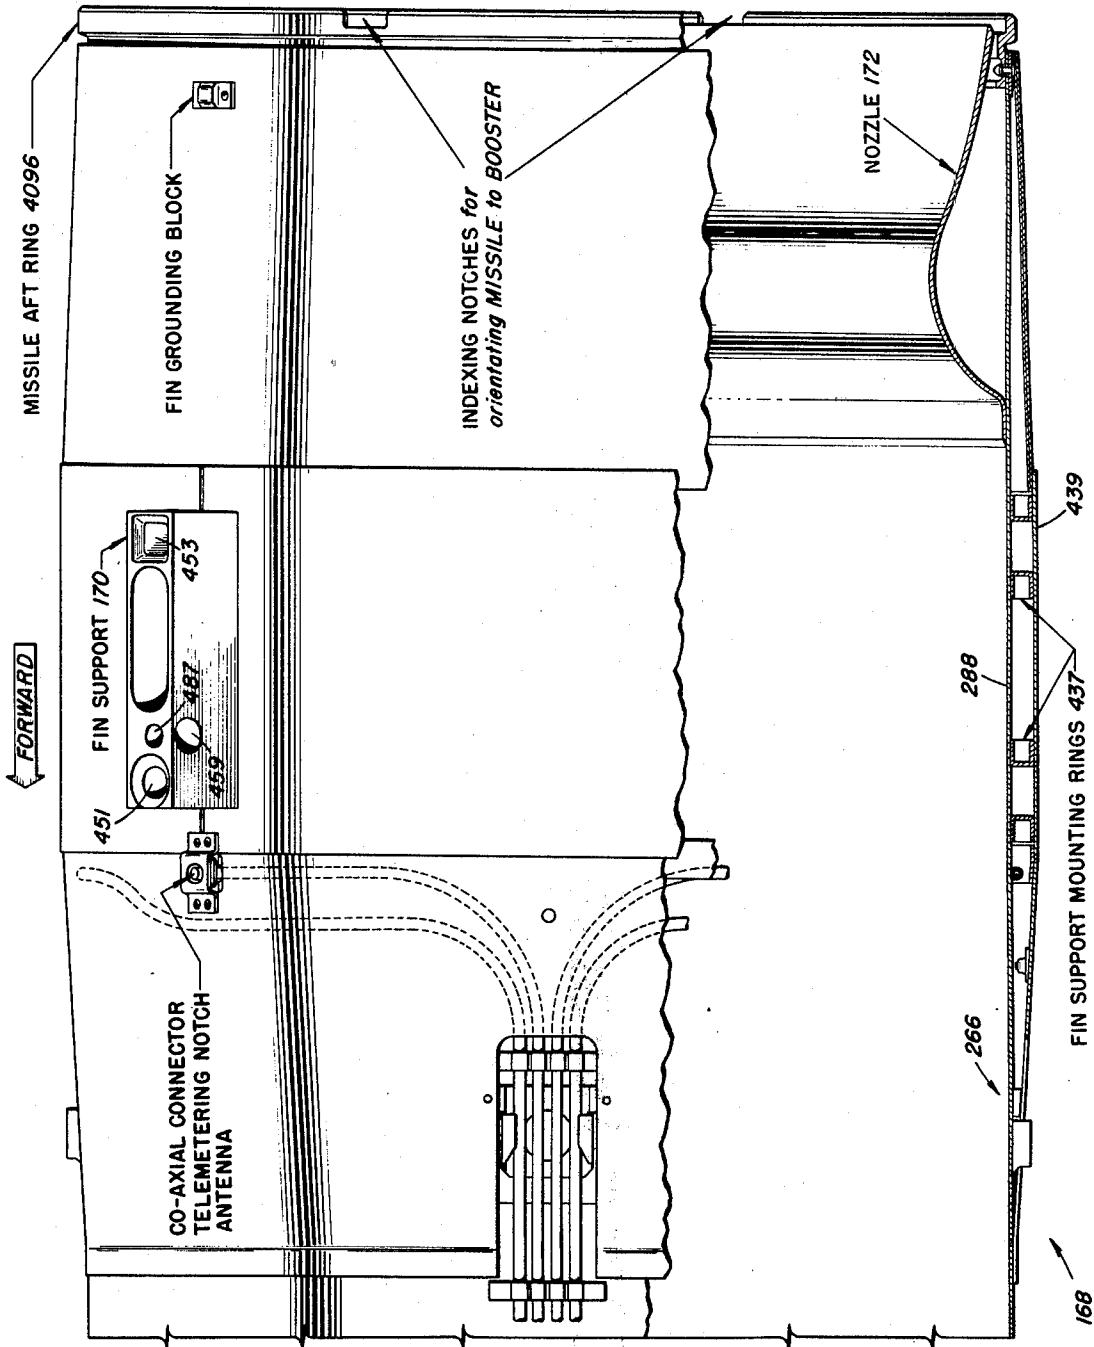 MISSILE AFT RING 4096
FIN GROUNDING BLOCK
INDEXING NOTCHES for
orientating MISSILE to BOOSTER
NOZZLE 172
FORWARD
FIN SUPPORT 170
453
487
459
451
439
288
FIN SUPPORT MOUNTING RINGS 437
CO-AXIAL CONNECTOR
TELEMETERING NOTCH
ANTENNA
266
168